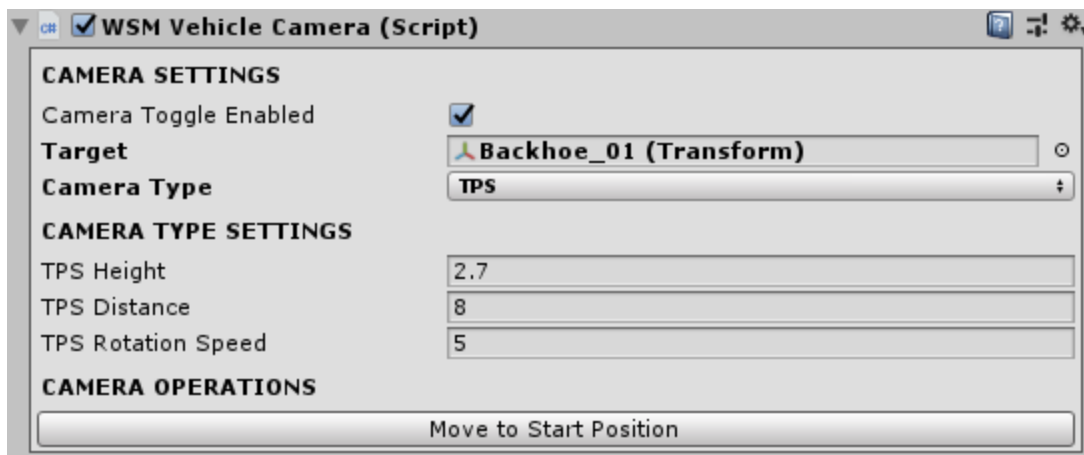 WSM Vehicle Camera (Script)
CAMERA SETTINGS
Camera Toggle Enabled
Target Backhoe_01 (Transform)
Camera Type TPS
CAMERA TYPE SETTINGS
TPS Height 2.7
TPS Distance 8
TPS Rotation Speed 5
CAMERA OPERATIONS
Move to Start Position